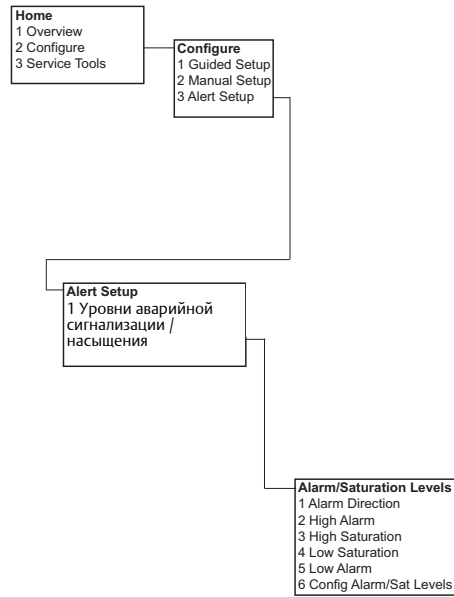 Home
1 Overview
2 Configure
3 Service Tools
Configure
1 Guided Setup
2 Manual Setup
3 Alert Setup
Alert Setup
1 Уровни аварийной
сигнализации /
насыщения
Alarm/Saturation Levels
1 Alarm Direction
2 High Alarm
3 High Saturation
4 Low Saturation
5 Low Alarm
6 Config Alarm/Sat Levels